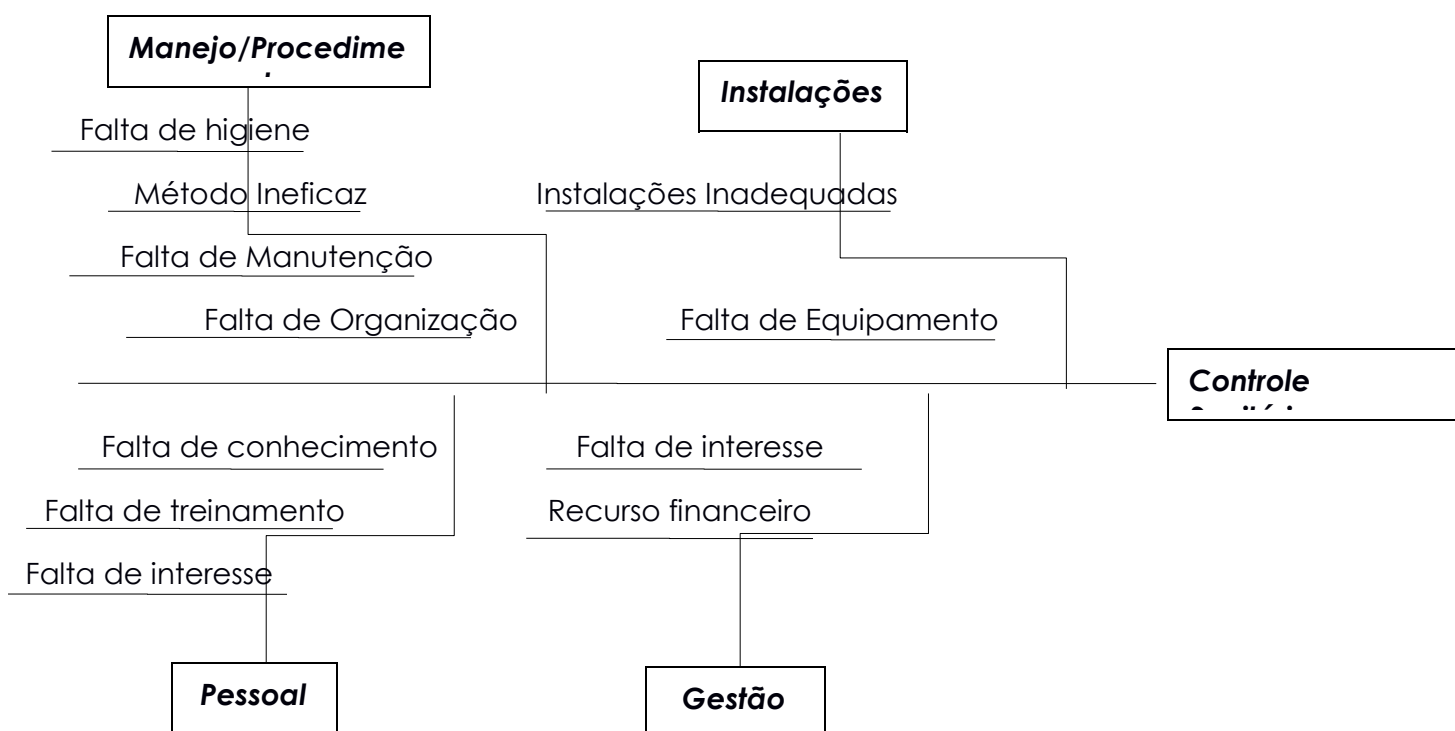 Manejo/Procedime
Instalações
Falta de higiene
Método Ineficaz
Instalações Inadequadas
Falta de Manutenção
Falta de Organização
Falta de Equipamento
Controle
Falta de conhecimento
Falta de interesse
Falta de treinamento
Recurso financeiro
Falta de interesse
Pessoal
Gestão